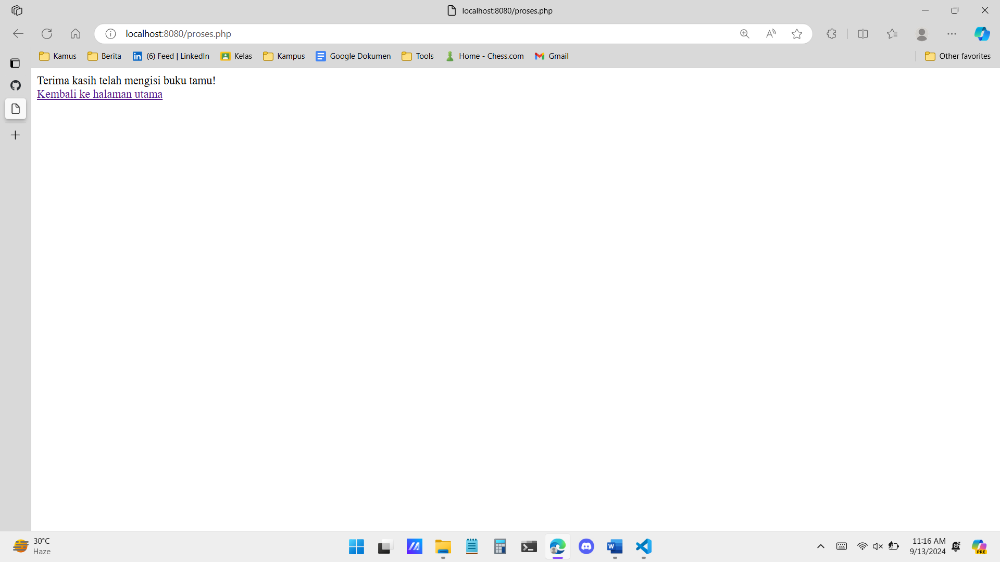 localhost:8080/proses.php
localhost:8080/proses.php
Kamus Berita (6) Feed | LinkedIn Kelas Kampus Google Dokumen Tools Home - Chess.com Gmail Other favorites
Terima kasih telah mengisi buku tamu!
Kembali ke halaman utama
30°C
Haze
11:16 AM
9/13/2024
PRE